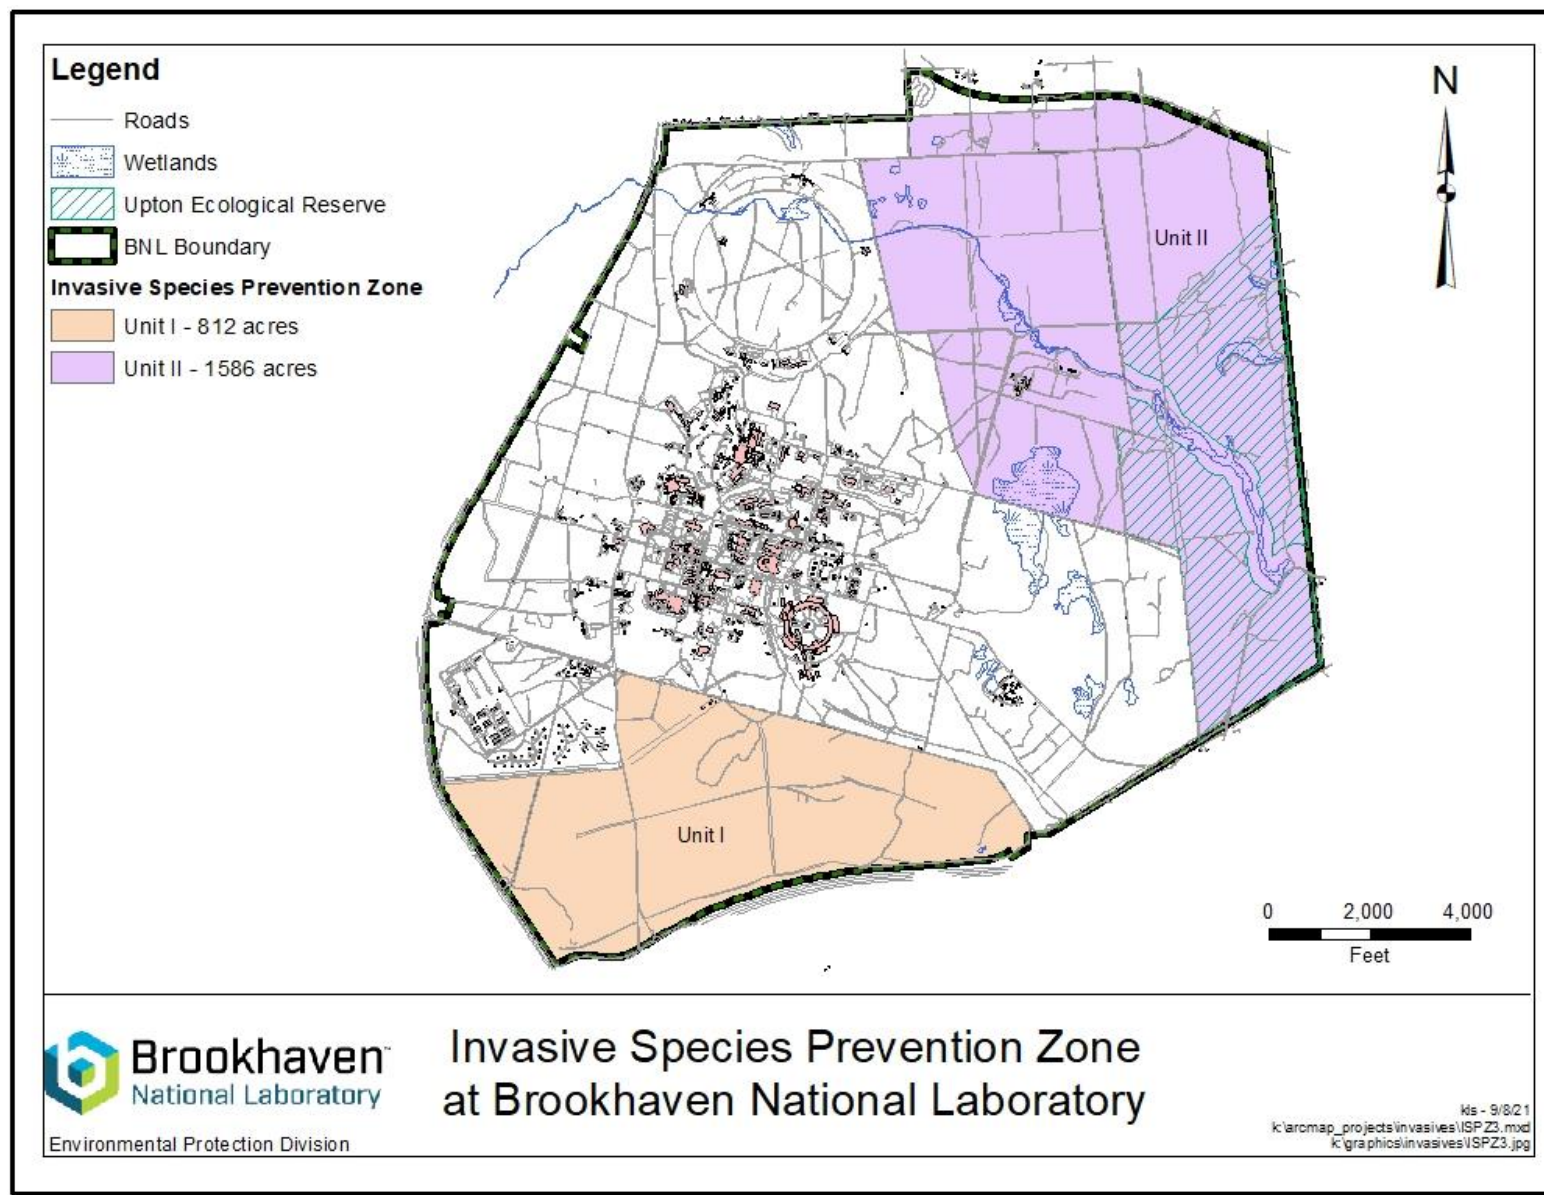 Legend
Roads
Wetlands
Upton Ecological Reserve
BNL Boundary
Invasive Species Prevention Zone
Unit I - 812 acres
Unit II - 1586 acres
N
Unit II
Unit I
0 2,000 4,000
Feet
Brookhaven™
National Laboratory
Environmental Protection Division
Invasive Species Prevention Zone
at Brookhaven National Laboratory
kls - 9/8/21
k:\arcmap_projects\invasives\ISPZ3.mxd
k:\graphics\invasives\ISPZ3.jpg